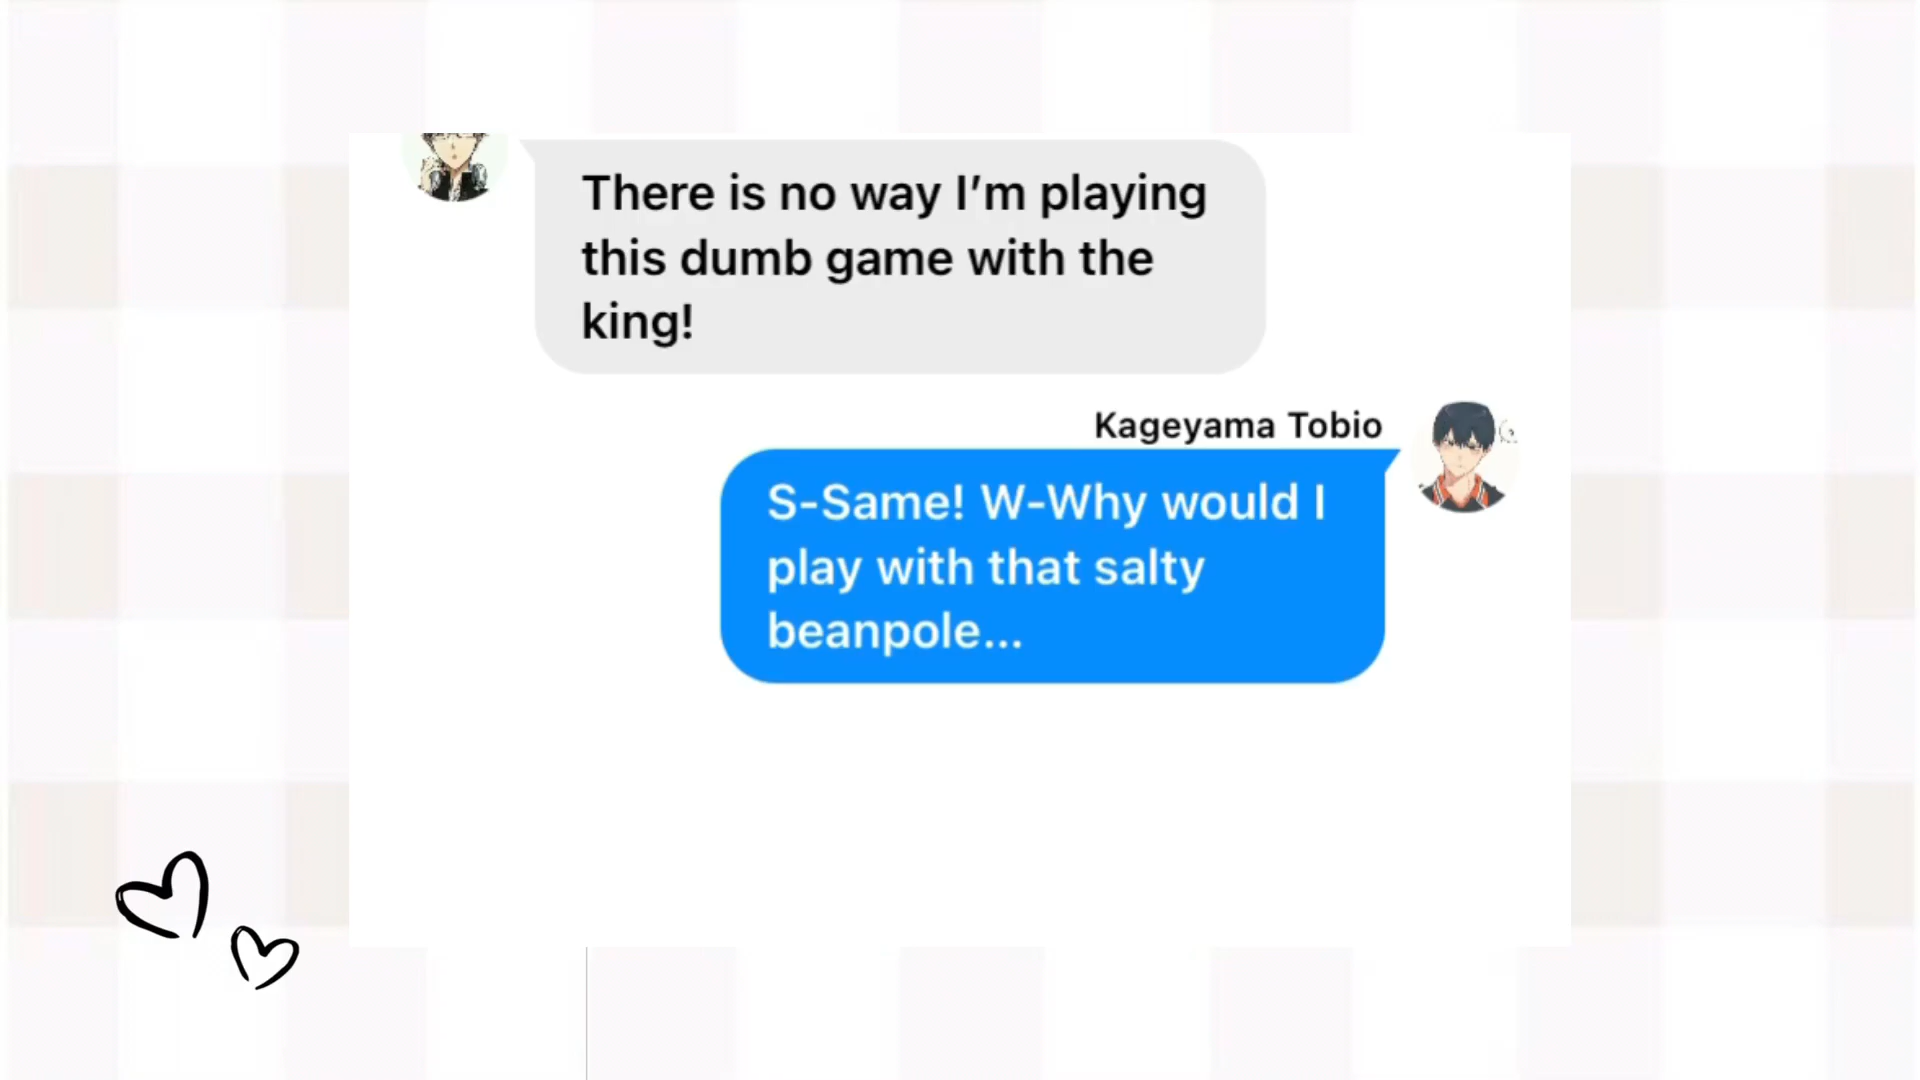 There is no way I’m playing
this dumb game with the
king!
Kageyama Tobio
S-Same! W-Why would I
play with that salty
beanpole...